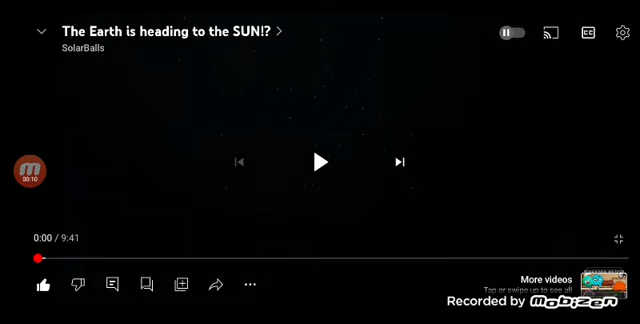 The Earth is heading to the SUN!?
SolarBalls
CC
00:10
0:00 / 9:41
More videos
Tap or swipe up to see all
Recorded by Mobizen